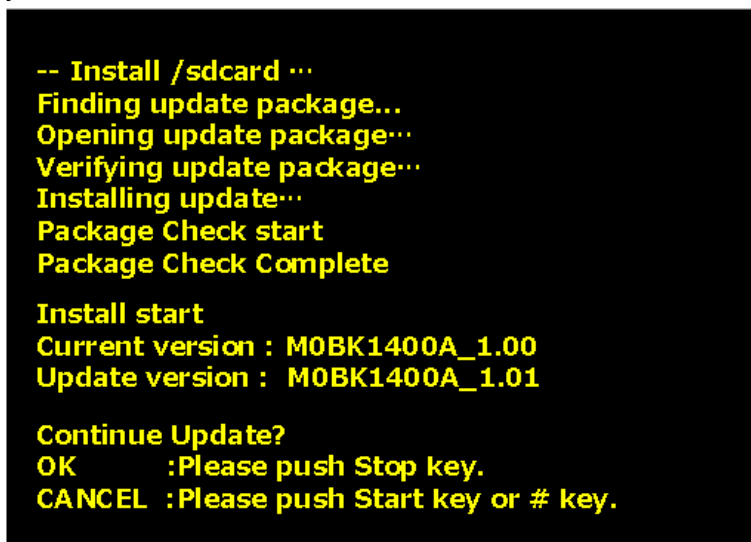 -- Install /sdcard ···
Finding update package...
Opening update package···
Verifying update package···
Installing update···
Package Check start
Package Check Complete
Install start
Current version : M0BK1400A_1.00
Update version :  M0BK1400A_1.01
Continue Update?
OK :Please push Stop key.
CANCEL :Please push Start key or # key.